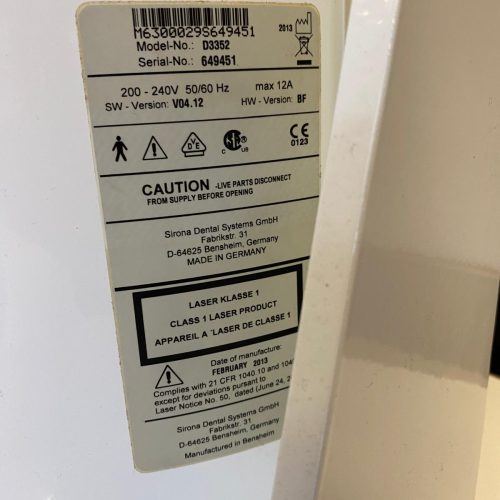 M6300029S649451
2013
Model-No.: D3352
Serial-No.: 649451
200 - 240V 50/60 Hz max 12A
SW - Version: V04.12 HW - Version: BF
VDE
C US
CE
0123
CAUTION -LIVE PARTS DISCONNECT
FROM SUPPLY BEFORE OPENING
Sirona Dental Systems GmbH
Fabrikstr. 31
D-64625 Bensheim, Germany
MADE IN GERMANY
LASER KLASSE 1
CLASS 1 LASER PRODUCT
APPAREIL A ´LASER DE CLASSE 1
Date of manufacture:
FEBRUARY 2013
Complies with 21 CFR 1040.10 and
except for deviations pursuant to
Laser Notice No. 50, dated (June 24,
Sirona Dental Systems GmbH
Fabrikstr. 31
D-64625 Bensheim, Germany
Manufactured in Bensheim